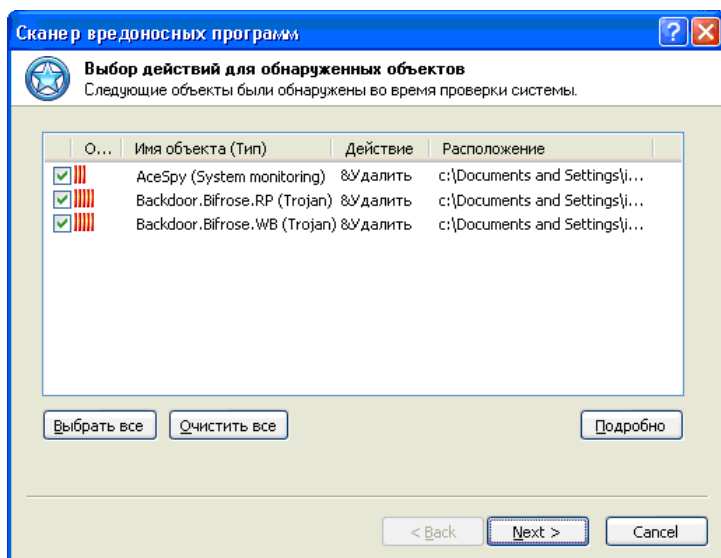 Сканер вредоносных программ
Выбор действий для обнаруженных объектов
Следующие объекты были обнаружены во время проверки системы.
О... Имя объекта (Тип) Действие Расположение
AceSpy (System monitoring) &Удалить c:\Documents and Settings\i...
Backdoor.Bifrose.RP (Trojan) &Удалить c:\Documents and Settings\i...
Backdoor.Bifrose.WB (Trojan) &Удалить c:\Documents and Settings\i...
Выбрать все Очистить все Подробно
< Back Next > Cancel